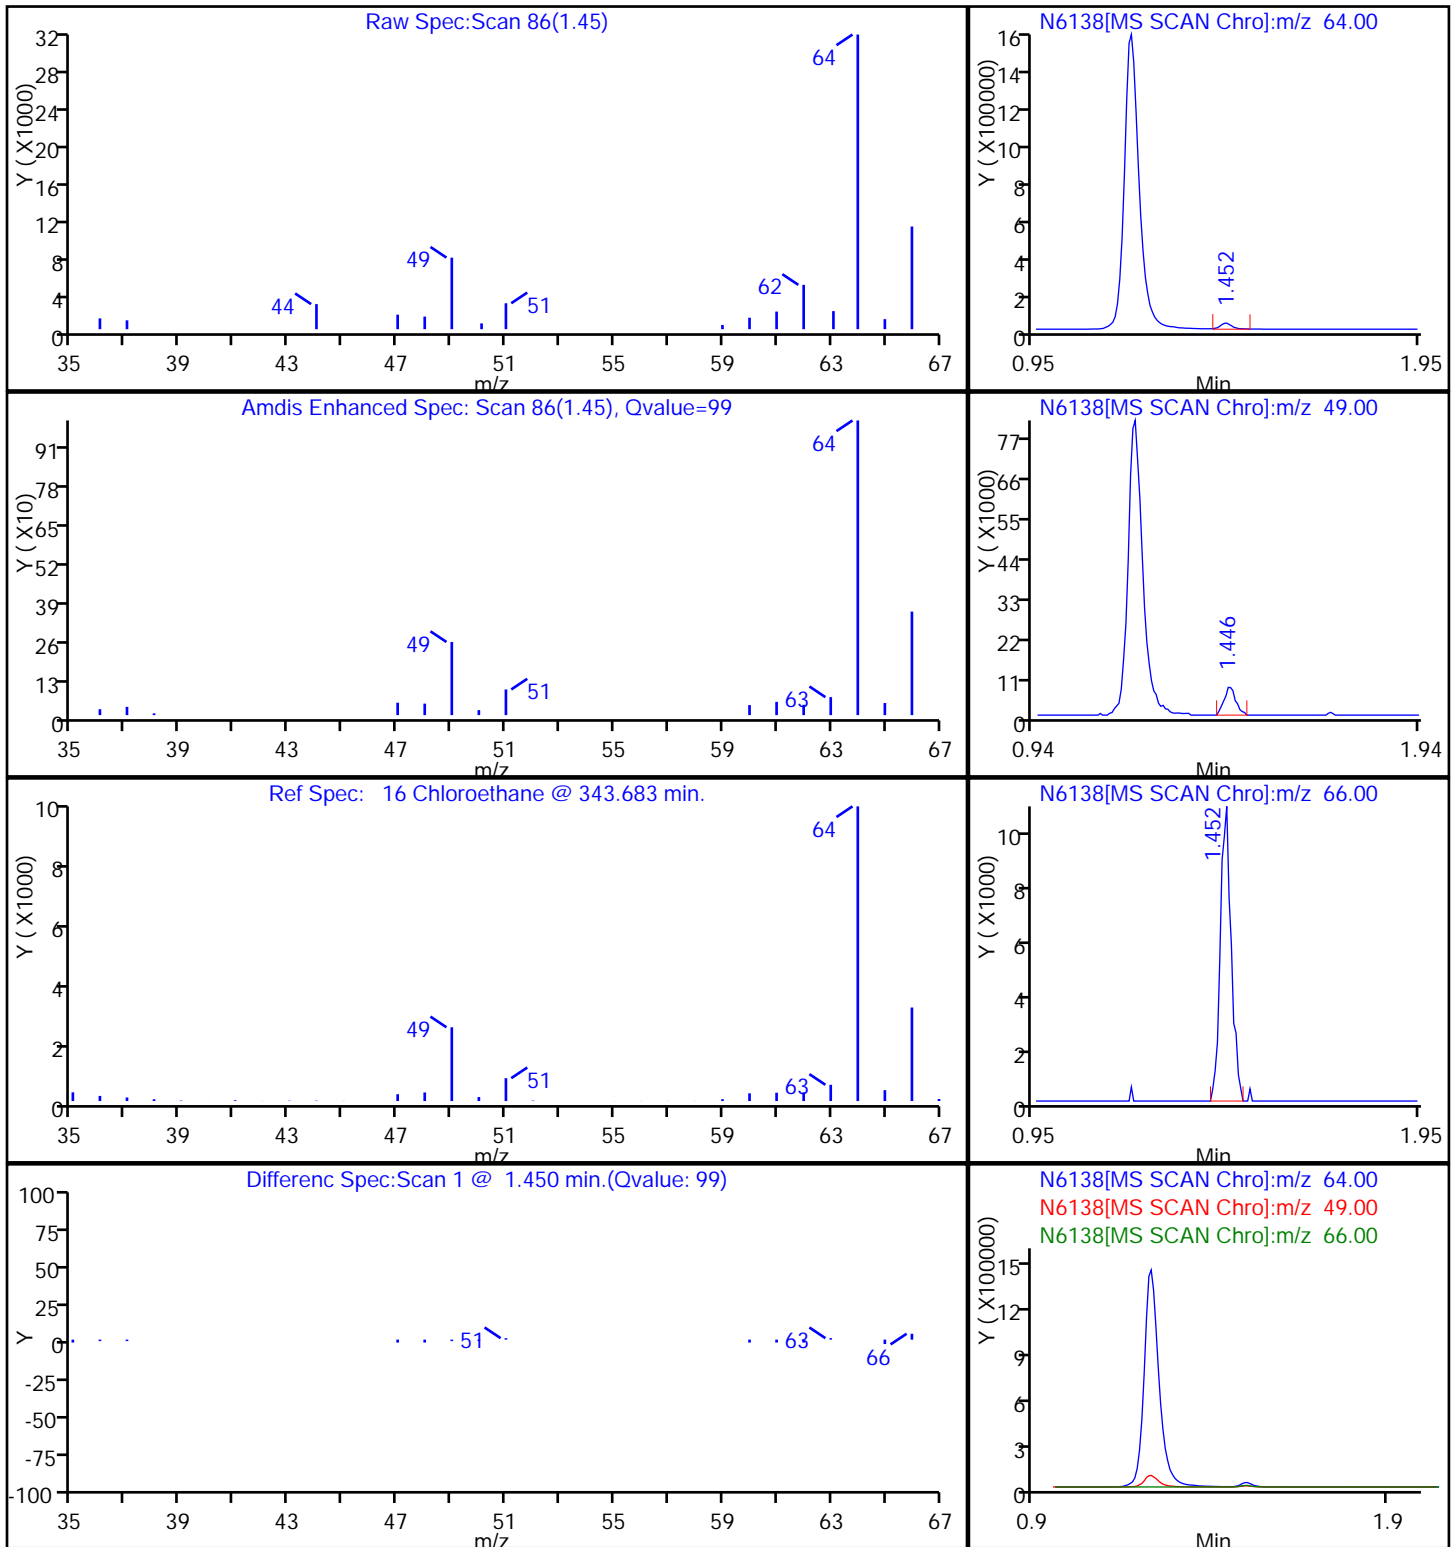 Raw Spec:Scan 86(1.45)
Y ( X1000)
32
28
24
20
16
12
8
4
0
64
49
44
51
62
35 39 43 47 51 55 59 63 67
m/z
N6138[MS SCAN Chro]:m/z 64.00
Y ( X100000)
16
14
12
10
8
6
4
2
0
1.452
0.95 1.95
Min
Amdis Enhanced Spec: Scan 86(1.45), Qvalue=99
Y ( X10)
91
78
65
52
39
26
13
0
64
49
51
63
35 39 43 47 51 55 59 63 67
m/z
N6138[MS SCAN Chro]:m/z 49.00
Y ( X1000)
77
66
55
44
33
22
11
0
1.446
0.94 1.94
Min
Ref Spec: 16 Chloroethane @ 343.683 min.
Y ( X1000)
10
8
6
4
2
0
64
49
51
63
35 39 43 47 51 55 59 63 67
m/z
N6138[MS SCAN Chro]:m/z 66.00
Y ( X1000)
10
8
6
4
2
0
1.452
0.95 1.95
Min
Differenc Spec:Scan 1 @ 1.450 min.(Qvalue: 99)
Y
100
75
50
25
0
-25
-50
-75
-100
51
63
66
35 39 43 47 51 55 59 63 67
m/z
N6138[MS SCAN Chro]:m/z 64.00
N6138[MS SCAN Chro]:m/z 49.00
N6138[MS SCAN Chro]:m/z 66.00
Y ( X100000)
15
12
9
6
3
0
0.9 1.9
Min